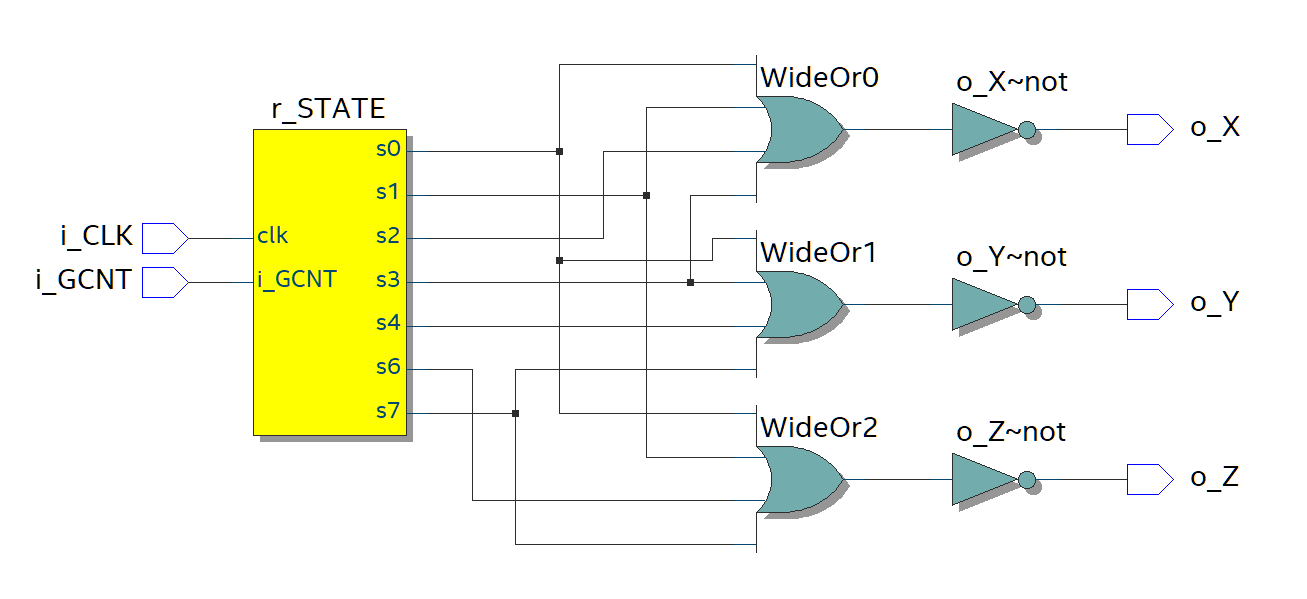 r_STATE
s0
s1
s2
s3
s4
s6
s7
i_CLK
clk
i_GCNT
i_GCNT
WideOr0
o_X~not
o_X
WideOr1
o_Y~not
o_Y
WideOr2
o_Z~not
o_Z